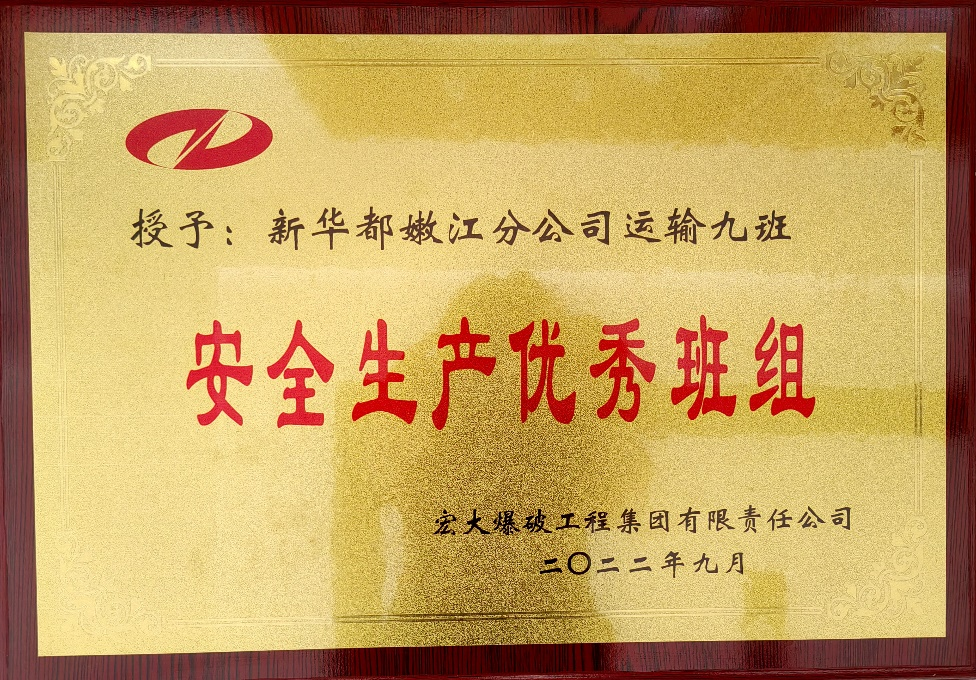 授予：新华都嫩江分公司运输九班
安全生产优秀班组
宏大爆破工程集团有限责任公司
二〇二二年九月